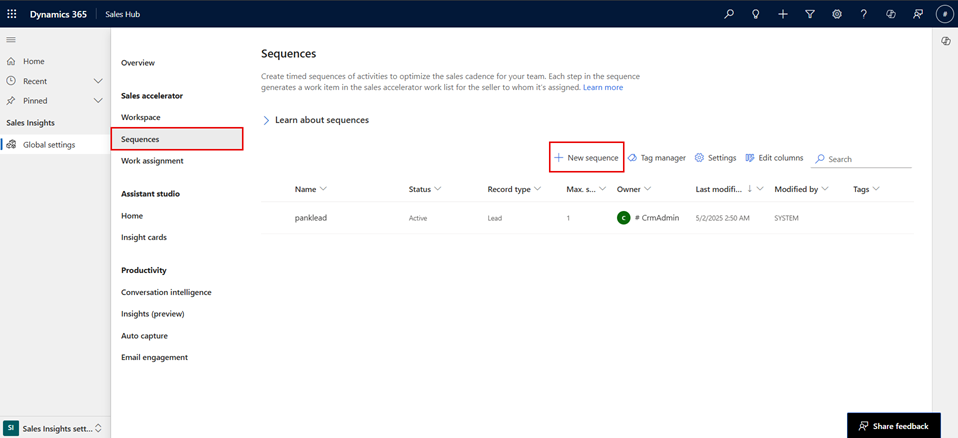 Dynamics 365 Sales Hub ? #
Home
Recent
Pinned
Sales Insights
Global settings
SI Sales Insights sett...
Overview
Sales accelerator
Workspace
Sequences
Work assignment
Assistant studio
Home
Insight cards
Productivity
Conversation intelligence
Insights (preview)
Auto capture
Email engagement
Sequences
Create timed sequences of activities to optimize the sales cadence for your team. Each step in the sequence
generates a work item in the sales accelerator work list for the seller to whom it's assigned. Learn more
Learn about sequences
New sequence Tag manager Settings Edit columns Search
Name Status Record type Max. s... Owner Last modifi... Modified by Tags
panklead Active Lead 1 C # CrmAdmin 5/2/2025 2:50 AM SYSTEM
Share feedback